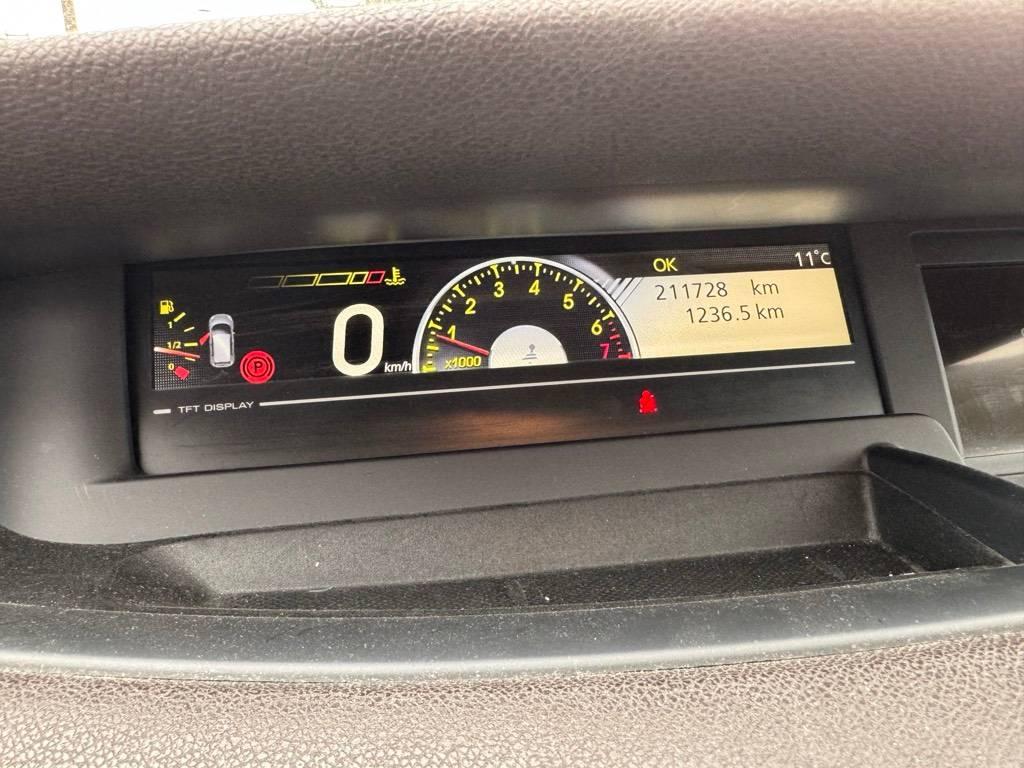 OK 11°C
211728 km
1236.5 km
1
1/2
0
P
0 km/h
1 2 3 4 5 6 7
x1000
TFT DISPLAY